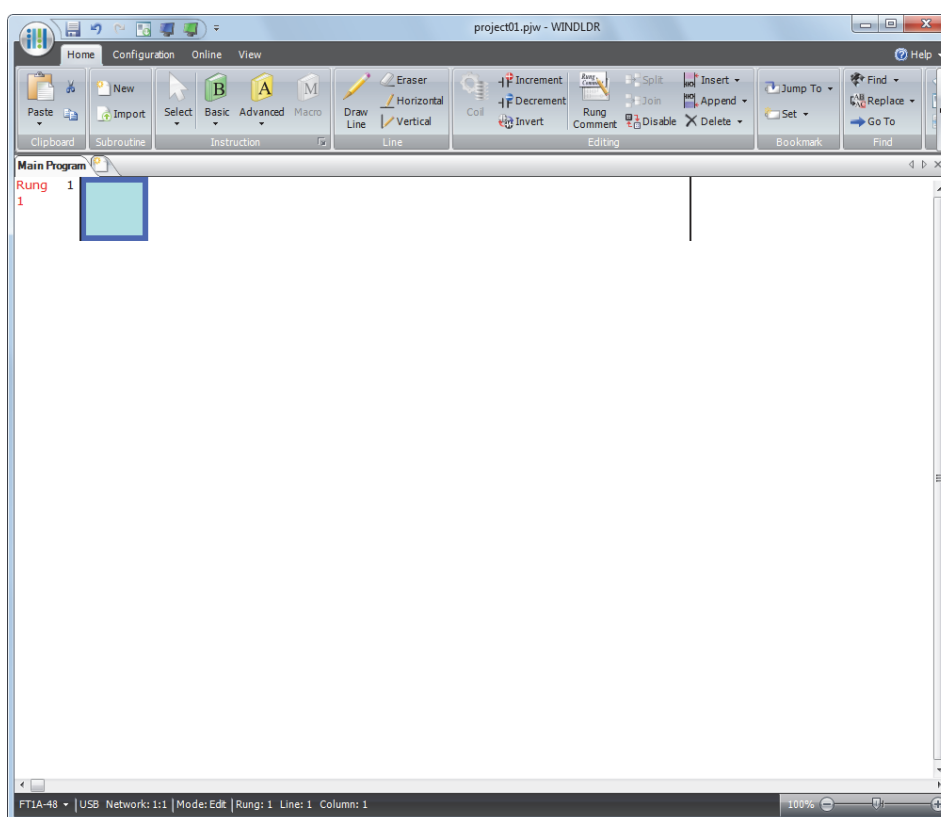 project01.pjw - WINDLDR
Home Configuration Online View Help
Paste
Clipboard
New
Import
Subroutine
Select
B
Basic
A
Advanced
M
Macro
Instruction
Draw
Line
Eraser
Horizontal
Vertical
Line
Coil
Increment
Decrement
Invert
Rung
Comment
Split
Join
Disable
Insert
Append
Delete
Editing
Jump To
Set
Bookmark
Find
Replace
Go To
Find
Main Program
Rung 1
1
FT1A-48 USB Network: 1:1 Mode: Edit Rung: 1 Line: 1 Column: 1 100%